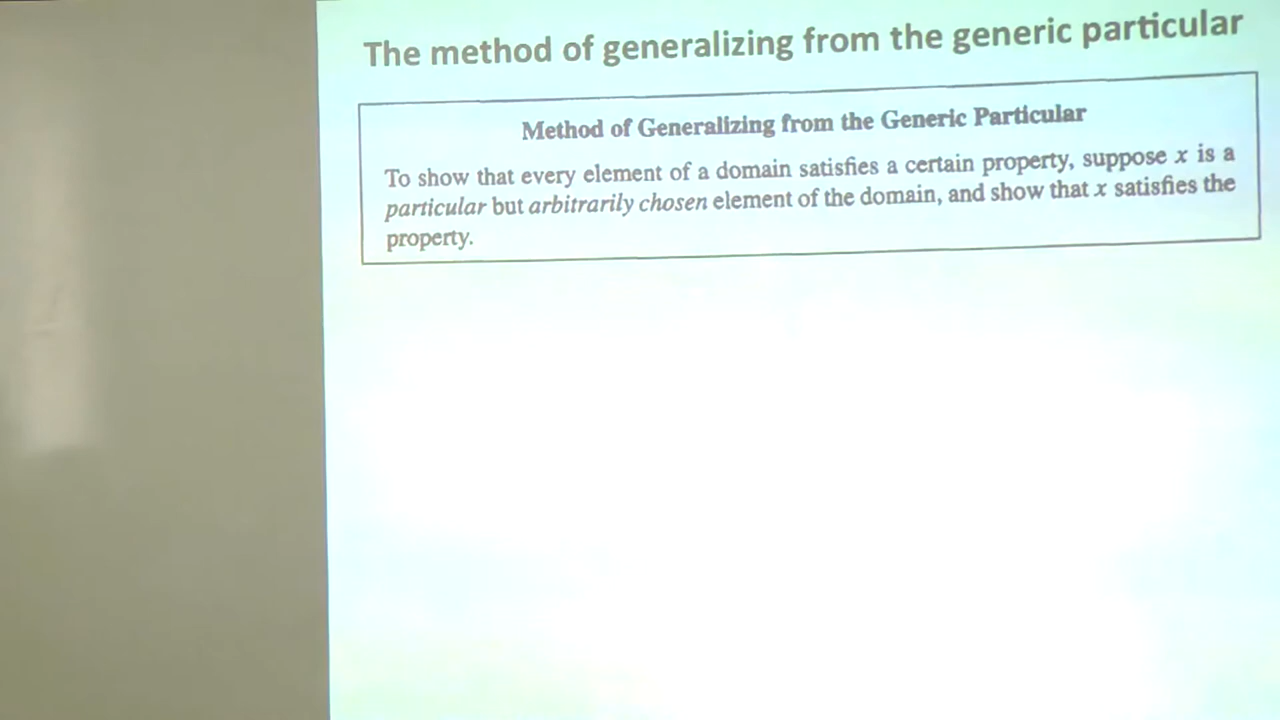 The method of generalizing from the generic particular
Method of Generalizing from the Generic Particular
To show that every element of a domain satisfies a certain property, suppose x is a
particular but arbitrarily chosen element of the domain, and show that x satisfies the
property.